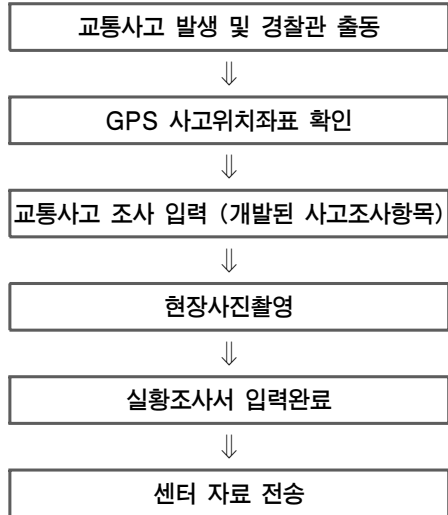 교통사고 발생 및 경찰관 출동
⇓
GPS 사고위치좌표 확인
⇓
교통사고 조사 입력 (개발된 사고조사항목)
⇓
현장사진촬영
⇓
실황조사서 입력완료
⇓
센터 자료 전송